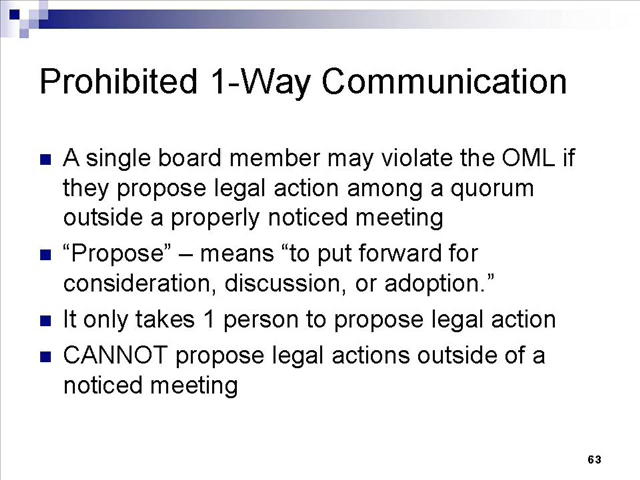 Prohibited 1-Way Communication
A single board member may violate the OML if
they propose legal action among a quorum
outside a properly noticed meeting
“Propose” – means “to put forward for
consideration, discussion, or adoption.”
It only takes 1 person to propose legal action
CANNOT propose legal actions outside of a
noticed meeting
63